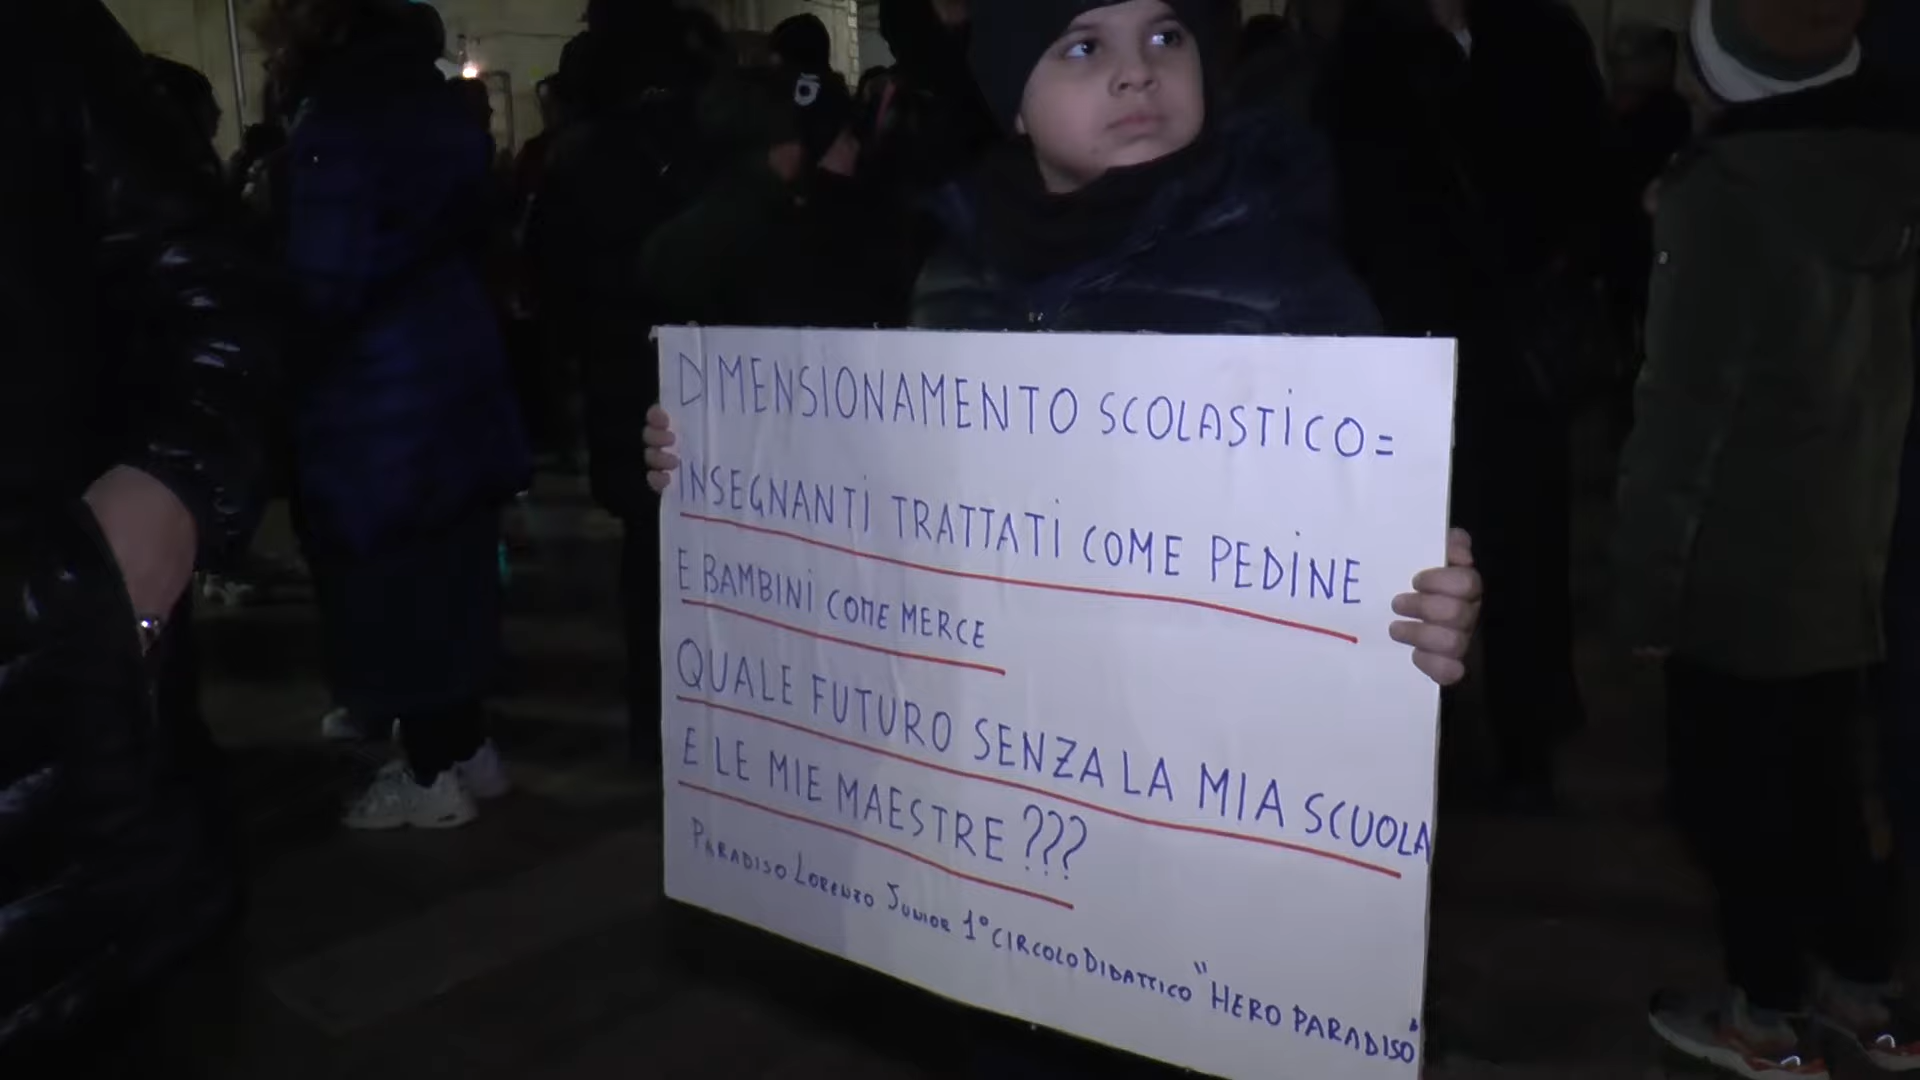 DIMENSIONAMENTO SCOLASTICO=
INSEGNANTI TRATTATI COME PEDINE
E BAMBINI COME MERCE
QUALE FUTURO SENZA LA MIA SCUOLA
E LE MIE MAESTRE ???
PARADISO LORENZO JUNIOR 1° CIRCOLO DIDATTICO "HERO PARADISO"